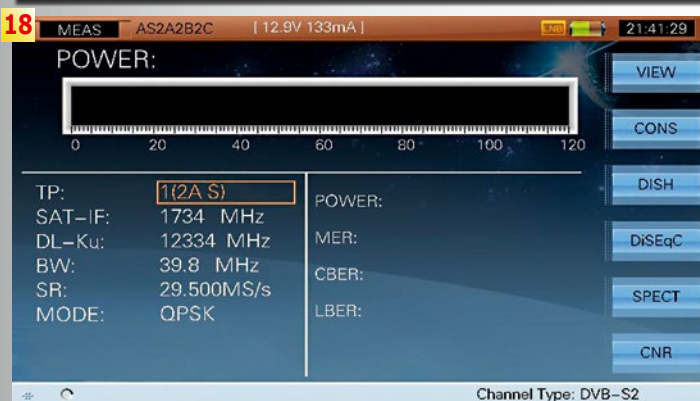 18 MEAS AS2A2B2C [ 12.9V 133mA ] LNB 21:41:29
POWER:
0 20 40 60 80 100 120
TP: 1(2A S)
SAT-IF: 1734 MHz
DL-Ku: 12334 MHz
BW: 39.8 MHz
SR: 29.500MS/s
MODE: QPSK
POWER:
MER:
CBER:
LBER:
VIEW
CONS
DISH
DiSEqC
SPECT
CNR
Channel Type: DVB-S2